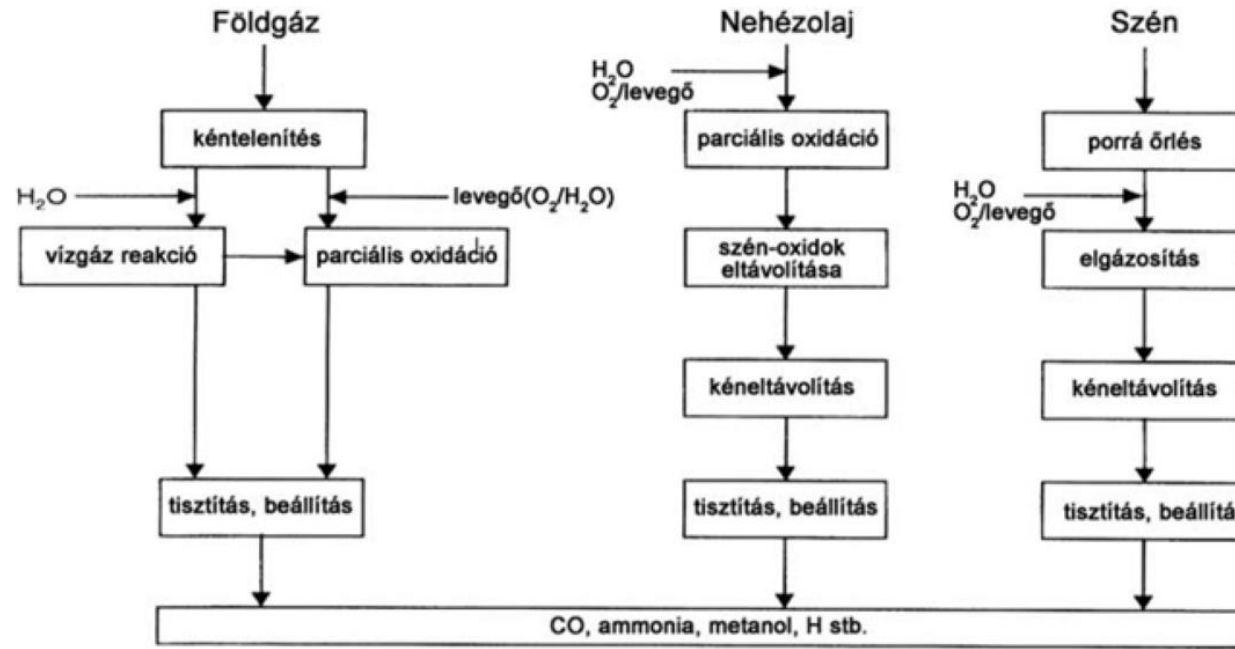 Földgáz
Nehézolaj
Szén
H₂O
O₂/levegő
kéntelenítés
parciális oxidáció
porrá őrlés
H₂O
levegő(O₂/H₂O)
H₂O
O₂/levegő
vízgáz reakció
parciális oxidáció
szén-oxidok
eltávolítása
elgázosítás
kéneltávolítás
kéneltávolítás
tisztítás, beállítás
tisztítás, beállítás
tisztítás, beállítá
CO, ammonia, metanol, H stb.